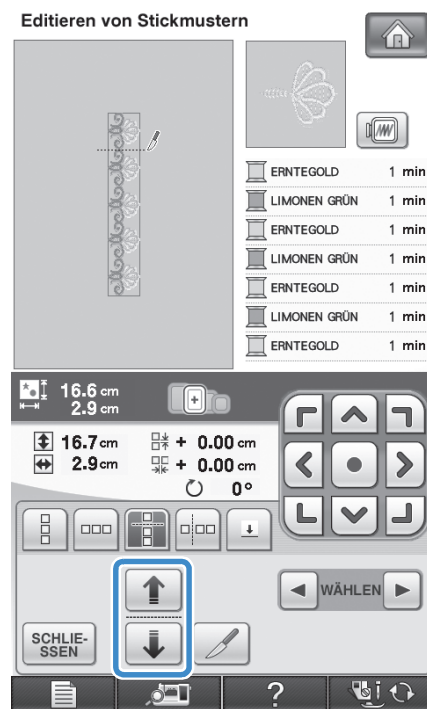 Editieren von Stickmustern
ERNTEGOLD 1 min
LIMONEN GRÜN 1 min
ERNTEGOLD 1 min
LIMONEN GRÜN 1 min
ERNTEGOLD 1 min
LIMONEN GRÜN 1 min
ERNTEGOLD 1 min
16.6 cm
2.9 cm
16.7 cm + 0.00 cm
2.9 cm + 0.00 cm
0°
WÄHLEN
SCHLIE-
SSEN
?